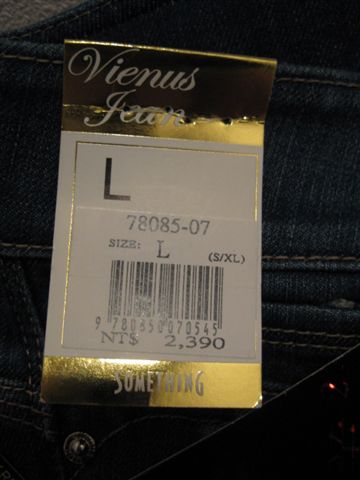 Vienus
Jean
L
78085-07
SIZE: L (S/XL)
9 780850 070545
NT$ 2,390
SOMETHING